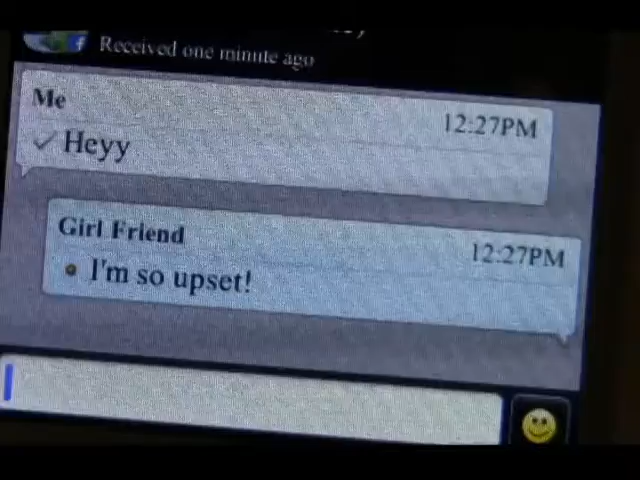 Received one minute ago
Me
12:27PM
Heyy
Girl Friend
12:27PM
I'm so upset!